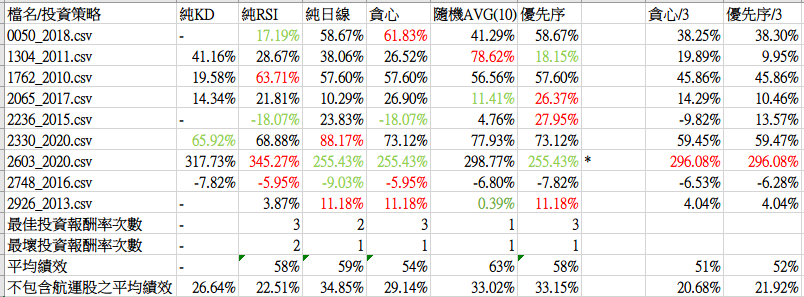 檔名/投資策略 純KD 純RSI 純日線 貪心 隨機AVG(10) 優先序 貪心/3 優先序/3
0050_2018.csv - 17.19% 58.67% 61.83% 41.29% 58.67% 38.25% 38.30%
1304_2011.csv 41.16% 28.67% 38.06% 26.52% 78.62% 18.15% 19.89% 9.95%
1762_2010.csv 19.58% 63.71% 57.60% 57.60% 56.56% 57.60% 45.86% 45.86%
2065_2017.csv 14.34% 21.81% 10.29% 26.90% 11.41% 26.37% 14.29% 10.46%
2236_2015.csv - -18.07% 23.83% -18.07% 4.76% 27.95% -9.82% 13.57%
2330_2020.csv 65.92% 68.88% 88.17% 73.12% 77.93% 73.12% 59.45% 59.47%
2603_2020.csv 317.73% 345.27% 255.43% 255.43% 298.77% 255.43% * 296.08% 296.08%
2748_2016.csv -7.82% -5.95% -9.03% -5.95% -6.80% -7.82% -6.53% -6.28%
2926_2013.csv - 3.87% 11.18% 11.18% 0.39% 11.18% 4.04% 4.04%
最佳投資報酬率次數 3 2 3 1 3
最壞投資報酬率次數 2 1 1 1 1
平均績效 - 58% 59% 54% 63% 58% 51% 52%
不包含航運股之平均績效 26.64% 22.51% 34.85% 29.14% 33.02% 33.15% 20.68% 21.92%